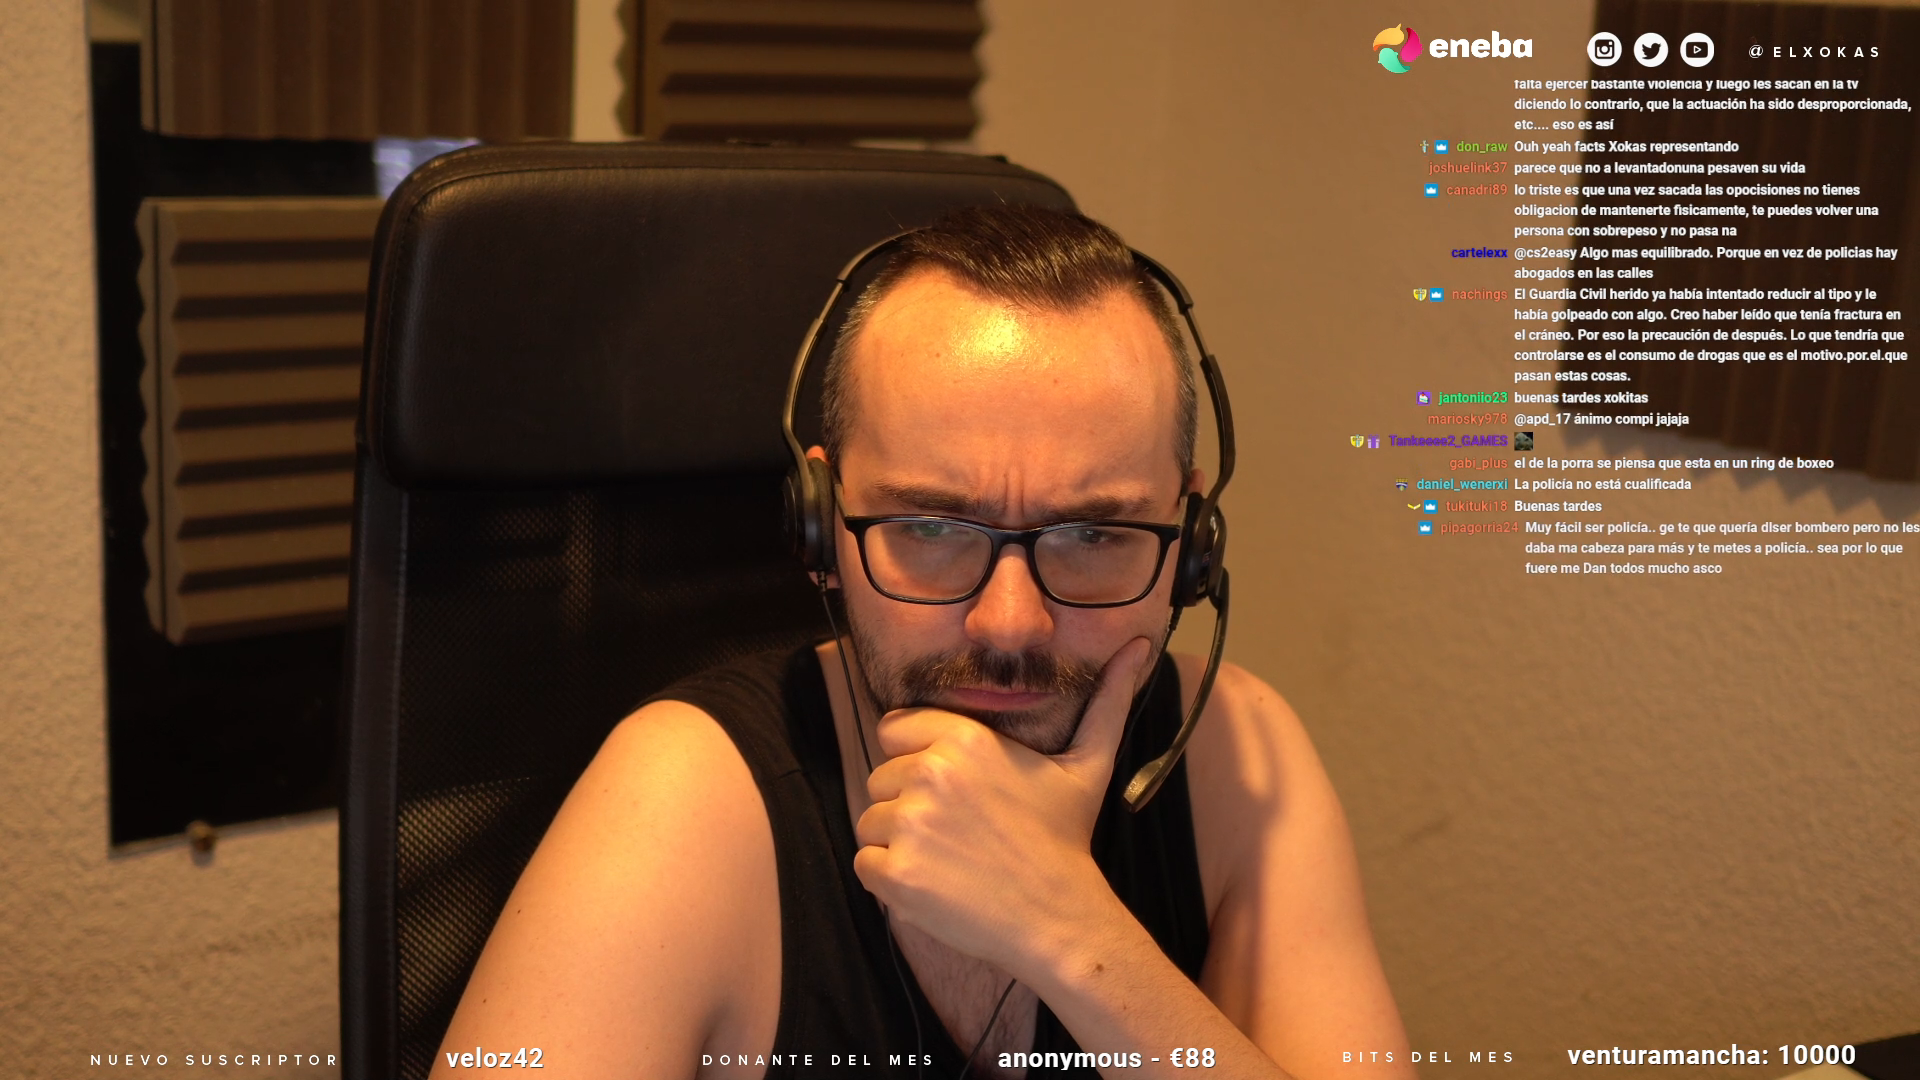 eneba
@ELXOKAS
falta ejercer bastante violencia y luego les sacan en la tv
diciendo lo contrario, que la actuación ha sido desproporcionada,
etc.... eso es así
don_raw Ouh yeah facts Xokas representando
joshuelink37 parece que no a levantadonuna pesaven su vida
canadri89 lo triste es que una vez sacada las opocisiones no tienes
obligacion de mantenerte fisicamente, te puedes volver una
persona con sobrepeso y no pasa na
cartelexx @cs2easy Algo mas equilibrado. Porque en vez de policias hay
abogados en las calles
nachings El Guardia Civil herido ya había intentado reducir al tipo y le
había golpeado con algo. Creo haber leído que tenía fractura en
el cráneo. Por eso la precaución de después. Lo que tendría que
controlarse es el consumo de drogas que es el motivo.por.el.que
pasan estas cosas.
jantoniio23 buenas tardes xokitas
mariosky978 @apd_17 ánimo compi jajaja
Tankeeee2_GAMES
gabi_plus el de la porra se piensa que esta en un ring de boxeo
daniel_wenerxi La policía no está cualificada
tukituki18 Buenas tardes
pipagorria24 Muy fácil ser policía.. ge te que quería dlser bombero pero no les
daba ma cabeza para más y te metes a policía.. sea por lo que
fuere me Dan todos mucho asco
NUEVO SUSCRIPTOR veloz42 DONANTE DEL MES anonymous - €88 BITS DEL MES venturamancha: 10000